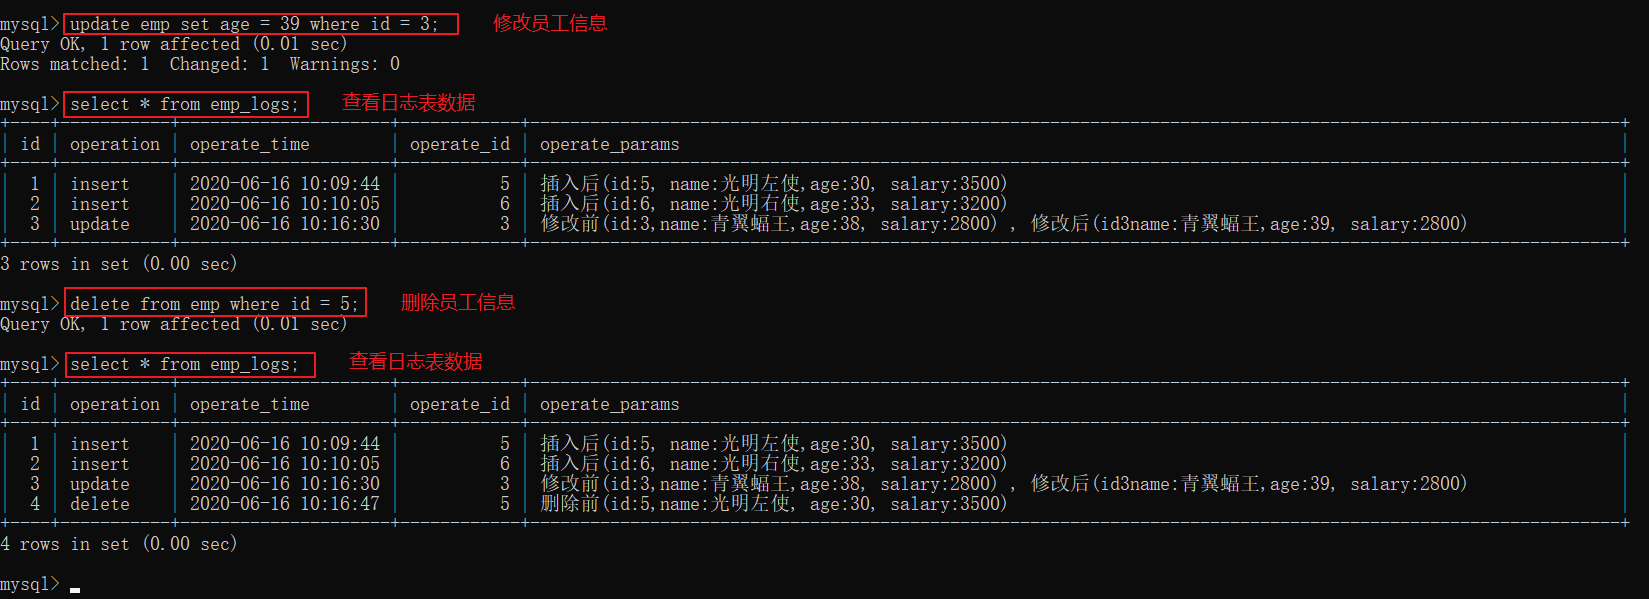 mysql> update emp set age = 39 where id = 3; 修改员工信息
Query OK, 1 row affected (0.01 sec)
Rows matched: 1  Changed: 1  Warnings: 0
mysql> select * from emp_logs; 查看日志表数据
+----+-----------+---------------------+------------+-------------------------------------------------------------------------------------------------------------+
| id | operation | operate_time        | operate_id | operate_params                                                                                              |
+----+-----------+---------------------+------------+-------------------------------------------------------------------------------------------------------------+
|  1 | insert    | 2020-06-16 10:09:44 |          5 | 插入后(id:5, name:光明左使,age:30, salary:3500)                                                              |
|  2 | insert    | 2020-06-16 10:10:05 |          6 | 插入后(id:6, name:光明右使,age:33, salary:3200)                                                              |
|  3 | update    | 2020-06-16 10:16:30 |          3 | 修改前(id:3,name:青翼蝠王,age:38, salary:2800) , 修改后(id3name:青翼蝠王,age:39, salary:2800)                |
+----+-----------+---------------------+------------+-------------------------------------------------------------------------------------------------------------+
3 rows in set (0.00 sec)
mysql> delete from emp where id = 5; 删除员工信息
Query OK, 1 row affected (0.01 sec)
mysql> select * from emp_logs; 查看日志表数据
+----+-----------+---------------------+------------+-------------------------------------------------------------------------------------------------------------+
| id | operation | operate_time        | operate_id | operate_params                                                                                              |
+----+-----------+---------------------+------------+-------------------------------------------------------------------------------------------------------------+
|  1 | insert    | 2020-06-16 10:09:44 |          5 | 插入后(id:5, name:光明左使,age:30, salary:3500)                                                              |
|  2 | insert    | 2020-06-16 10:10:05 |          6 | 插入后(id:6, name:光明右使,age:33, salary:3200)                                                              |
|  3 | update    | 2020-06-16 10:16:30 |          3 | 修改前(id:3,name:青翼蝠王,age:38, salary:2800) , 修改后(id3name:青翼蝠王,age:39, salary:2800)                |
|  4 | delete    | 2020-06-16 10:16:47 |          5 | 删除前(id:5,name:光明左使, age:30, salary:3500)                                                              |
+----+-----------+---------------------+------------+-------------------------------------------------------------------------------------------------------------+
4 rows in set (0.00 sec)
mysql>